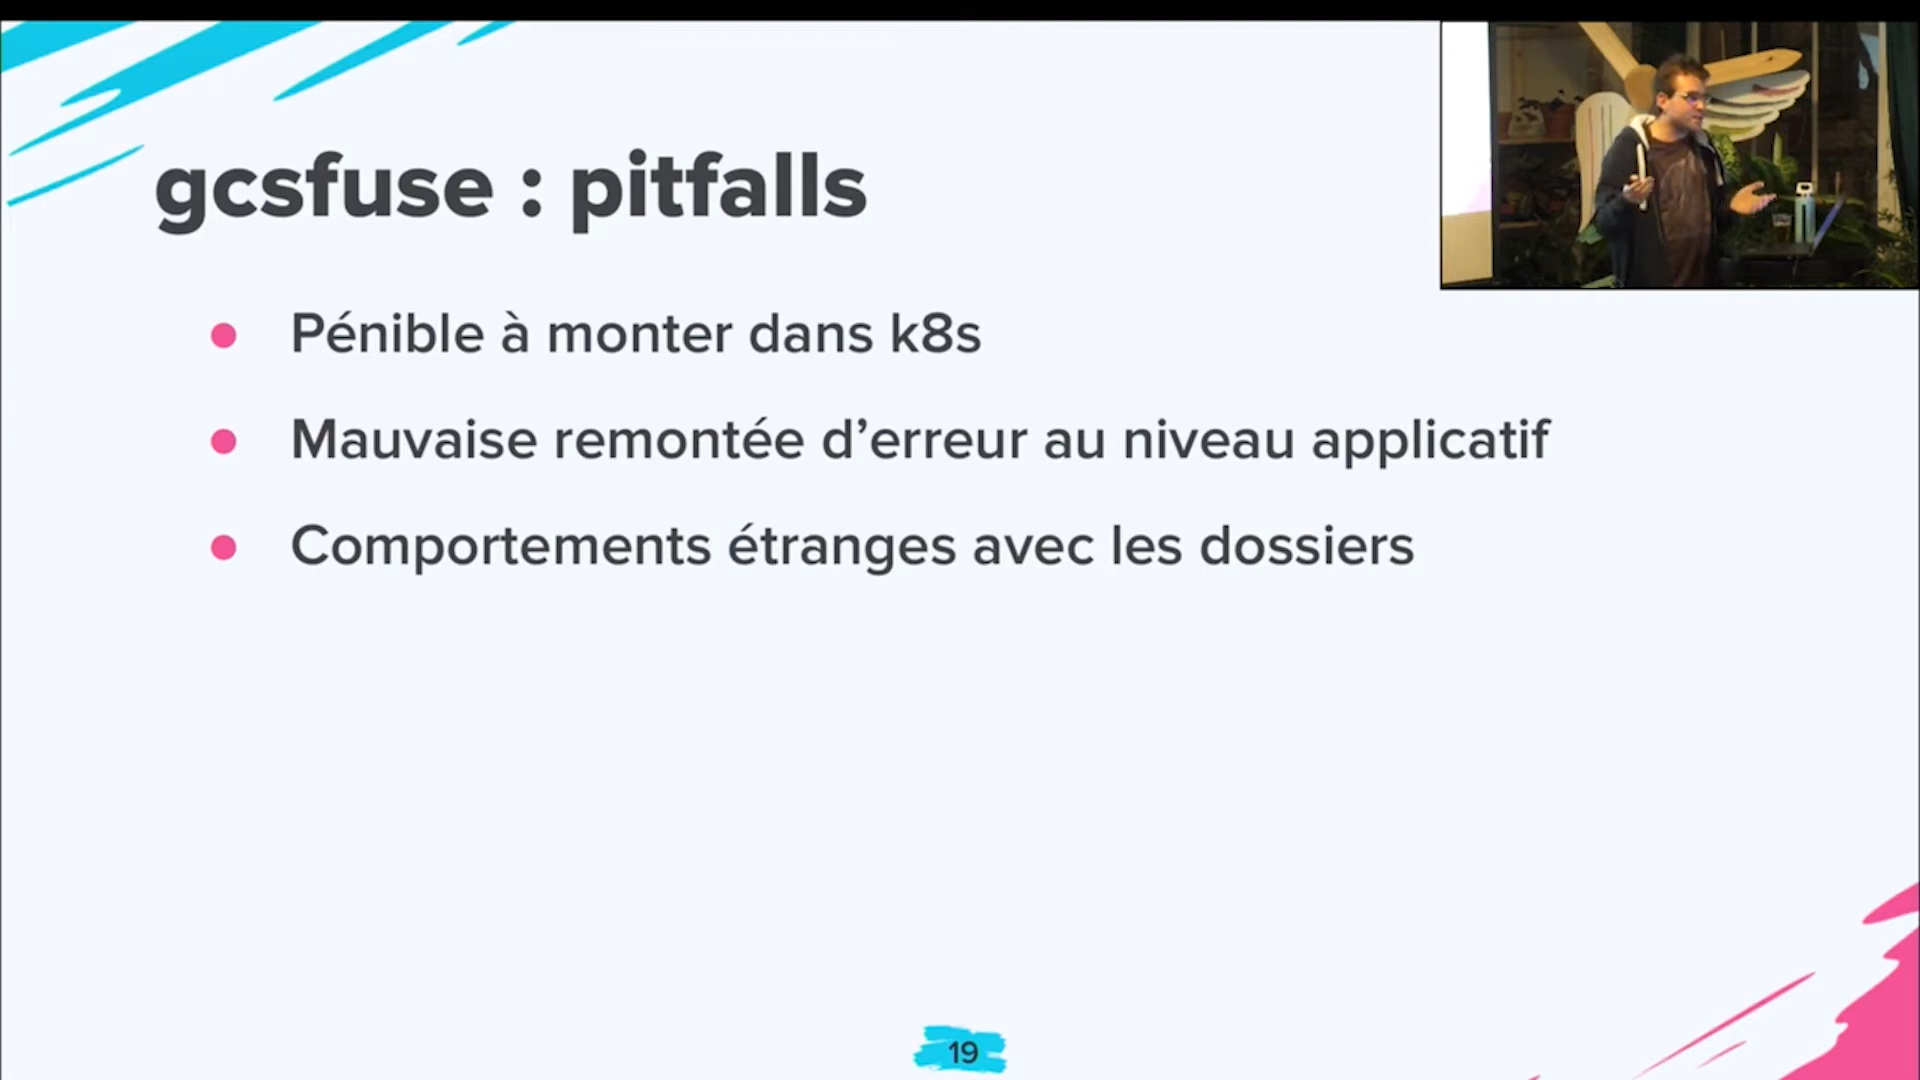 gcsfuse : pitfalls
Pénible à monter dans k8s
Mauvaise remontée d’erreur au niveau applicatif
Comportements étranges avec les dossiers
19